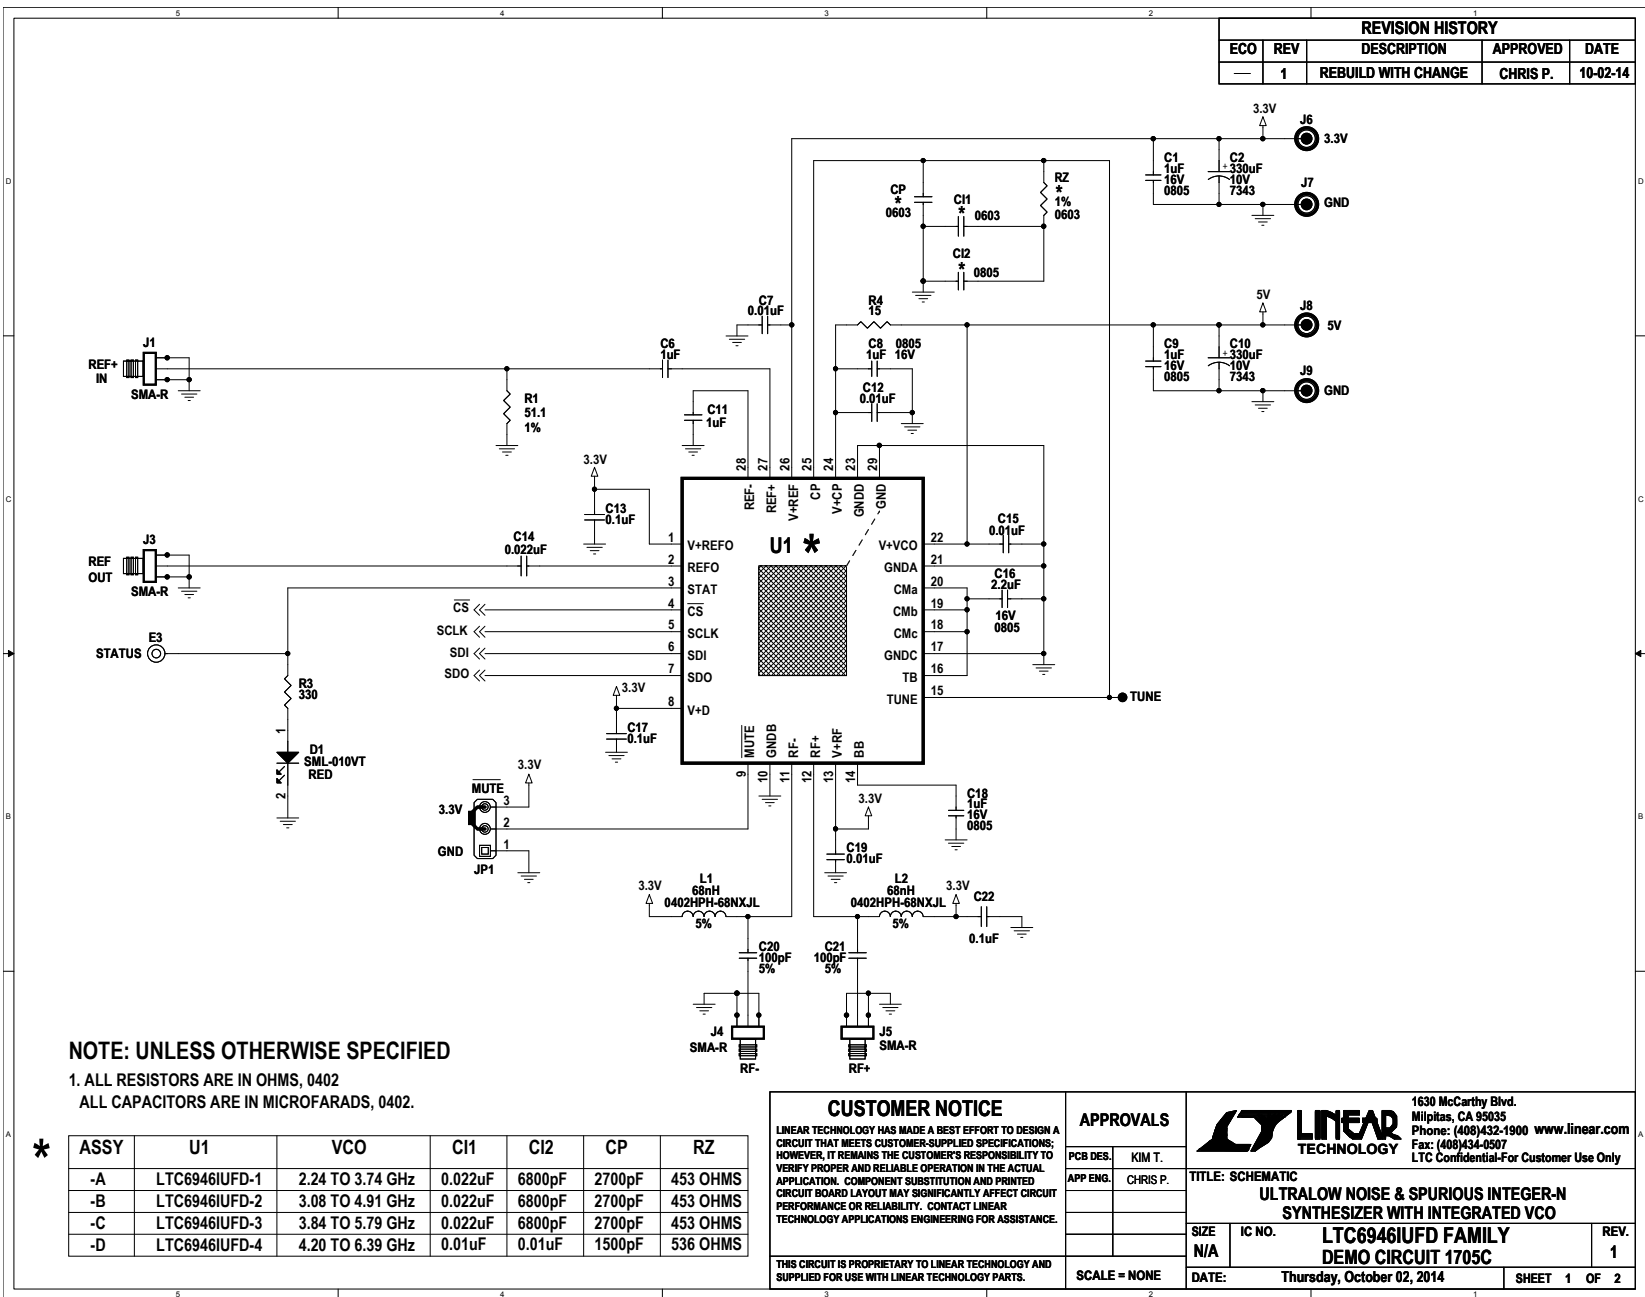 REVISION HISTORY
ECO REV DESCRIPTION APPROVED DATE
— 1 REBUILD WITH CHANGE CHRIS P. 10-02-14
5 4 3 2 1
D
C
B
A
3.3V
J6
3.3V
C1
1uF
16V
0805
C2
+ 330uF
10V
7343
J7
GND
CP
*
0603
CI1
* 0603
RZ
*
1%
0603
CI2
* 0805
5V
J8
5V
C9
1uF
16V
0805
C10
+ 330uF
10V
7343
J9
GND
C7
0.01uF
R4
15
C8 0805
1uF 16V
C12
0.01uF
J1
REF+
IN
SMA-R
C6
1uF
R1
51.1
1%
C11
1uF
3.3V
C13
0.1uF
J3
REF
OUT
SMA-R
C14
0.022uF
28 27 26 25 24 23 29
REF- REF+ V+REF CP V+CP GNDD GND
U1 *
1 V+REFO
2 REFO
3 STAT
4 CS
5 SCLK
6 SDI
7 SDO
8 V+D
CS
SCLK
SDI
SDO
V+VCO 22
GNDA 21
CMa 20
CMb 19
CMc 18
GNDC 17
TB 16
TUNE 15
C15
0.01uF
C16
2.2uF
16V
0805
TUNE
MUTE GNDB RF- RF+ V+RF BB
9 10 11 12 13 14
E3
STATUS
R3
330
1
D1
SML-010VT
RED
2
3.3V
C17
0.1uF
3.3V
MUTE
3.3V
3
2
GND
1
JP1
3.3V
C18
1uF
16V
0805
C19
0.01uF
3.3V
L1
68nH
0402HPH-68NXJL
5%
L2
68nH
0402HPH-68NXJL
5%
3.3V
C22
0.1uF
C20
100pF
5%
C21
100pF
5%
J4
SMA-R
RF-
J5
SMA-R
RF+
NOTE: UNLESS OTHERWISE SPECIFIED
1. ALL RESISTORS ARE IN OHMS, 0402
ALL CAPACITORS ARE IN MICROFARADS, 0402.
* ASSY U1 VCO CI1 CI2 CP RZ
-A LTC6946IUFD-1 2.24 TO 3.74 GHz 0.022uF 6800pF 2700pF 453 OHMS
-B LTC6946IUFD-2 3.08 TO 4.91 GHz 0.022uF 6800pF 2700pF 453 OHMS
-C LTC6946IUFD-3 3.84 TO 5.79 GHz 0.022uF 6800pF 2700pF 453 OHMS
-D LTC6946IUFD-4 4.20 TO 6.39 GHz 0.01uF 0.01uF 1500pF 536 OHMS
CUSTOMER NOTICE
LINEAR TECHNOLOGY HAS MADE A BEST EFFORT TO DESIGN A
CIRCUIT THAT MEETS CUSTOMER-SUPPLIED SPECIFICATIONS;
HOWEVER, IT REMAINS THE CUSTOMER'S RESPONSIBILITY TO
VERIFY PROPER AND RELIABLE OPERATION IN THE ACTUAL
APPLICATION. COMPONENT SUBSTITUTION AND PRINTED
CIRCUIT BOARD LAYOUT MAY SIGNIFICANTLY AFFECT CIRCUIT
PERFORMANCE OR RELIABILITY. CONTACT LINEAR
TECHNOLOGY APPLICATIONS ENGINEERING FOR ASSISTANCE.
THIS CIRCUIT IS PROPRIETARY TO LINEAR TECHNOLOGY AND
SUPPLIED FOR USE WITH LINEAR TECHNOLOGY PARTS.
APPROVALS
PCB DES. KIM T.
APP ENG. CHRIS P.
SCALE = NONE
LINEAR
TECHNOLOGY
1630 McCarthy Blvd.
Milpitas, CA 95035
Phone: (408)432-1900 www.linear.com
Fax: (408)434-0507
LTC Confidential-For Customer Use Only
TITLE: SCHEMATIC
ULTRALOW NOISE & SPURIOUS INTEGER-N
SYNTHESIZER WITH INTEGRATED VCO
SIZE
N/A
IC NO.
LTC6946IUFD FAMILY
DEMO CIRCUIT 1705C
REV.
1
DATE: Thursday, October 02, 2014
SHEET 1 OF 2
5 4 3 2 1
D
C
B
A